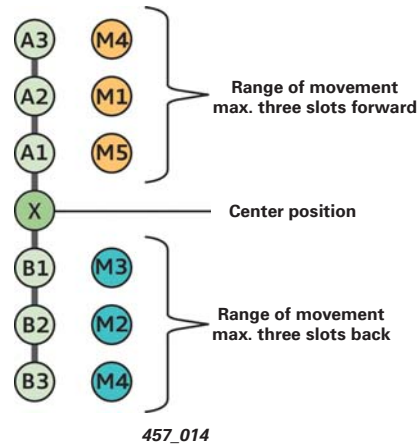 A3 M4
A2 M1
Range of movement
max. three slots forward
A1 M5
X Center position
B1 M3
Range of movement
max. three slots back
B2 M2
B3 M4
457_014